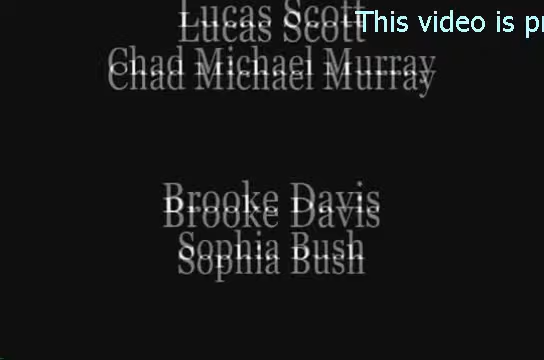 Lucas Scott
This video is pr
Chad Michael Murray
Brooke Davis
Sophia Bush